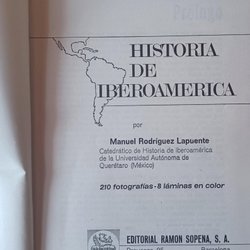 HISTORIA
DE
IBEROAMERICA
por
Manuel Rodríguez Lapuente
Catedrático de Historia de Iberoamérica
de la Universidad Autónoma de
Querétaro (México)
210 fotografías - 8 láminas en color
EDITORIAL RAMON SOPENA, S. A.